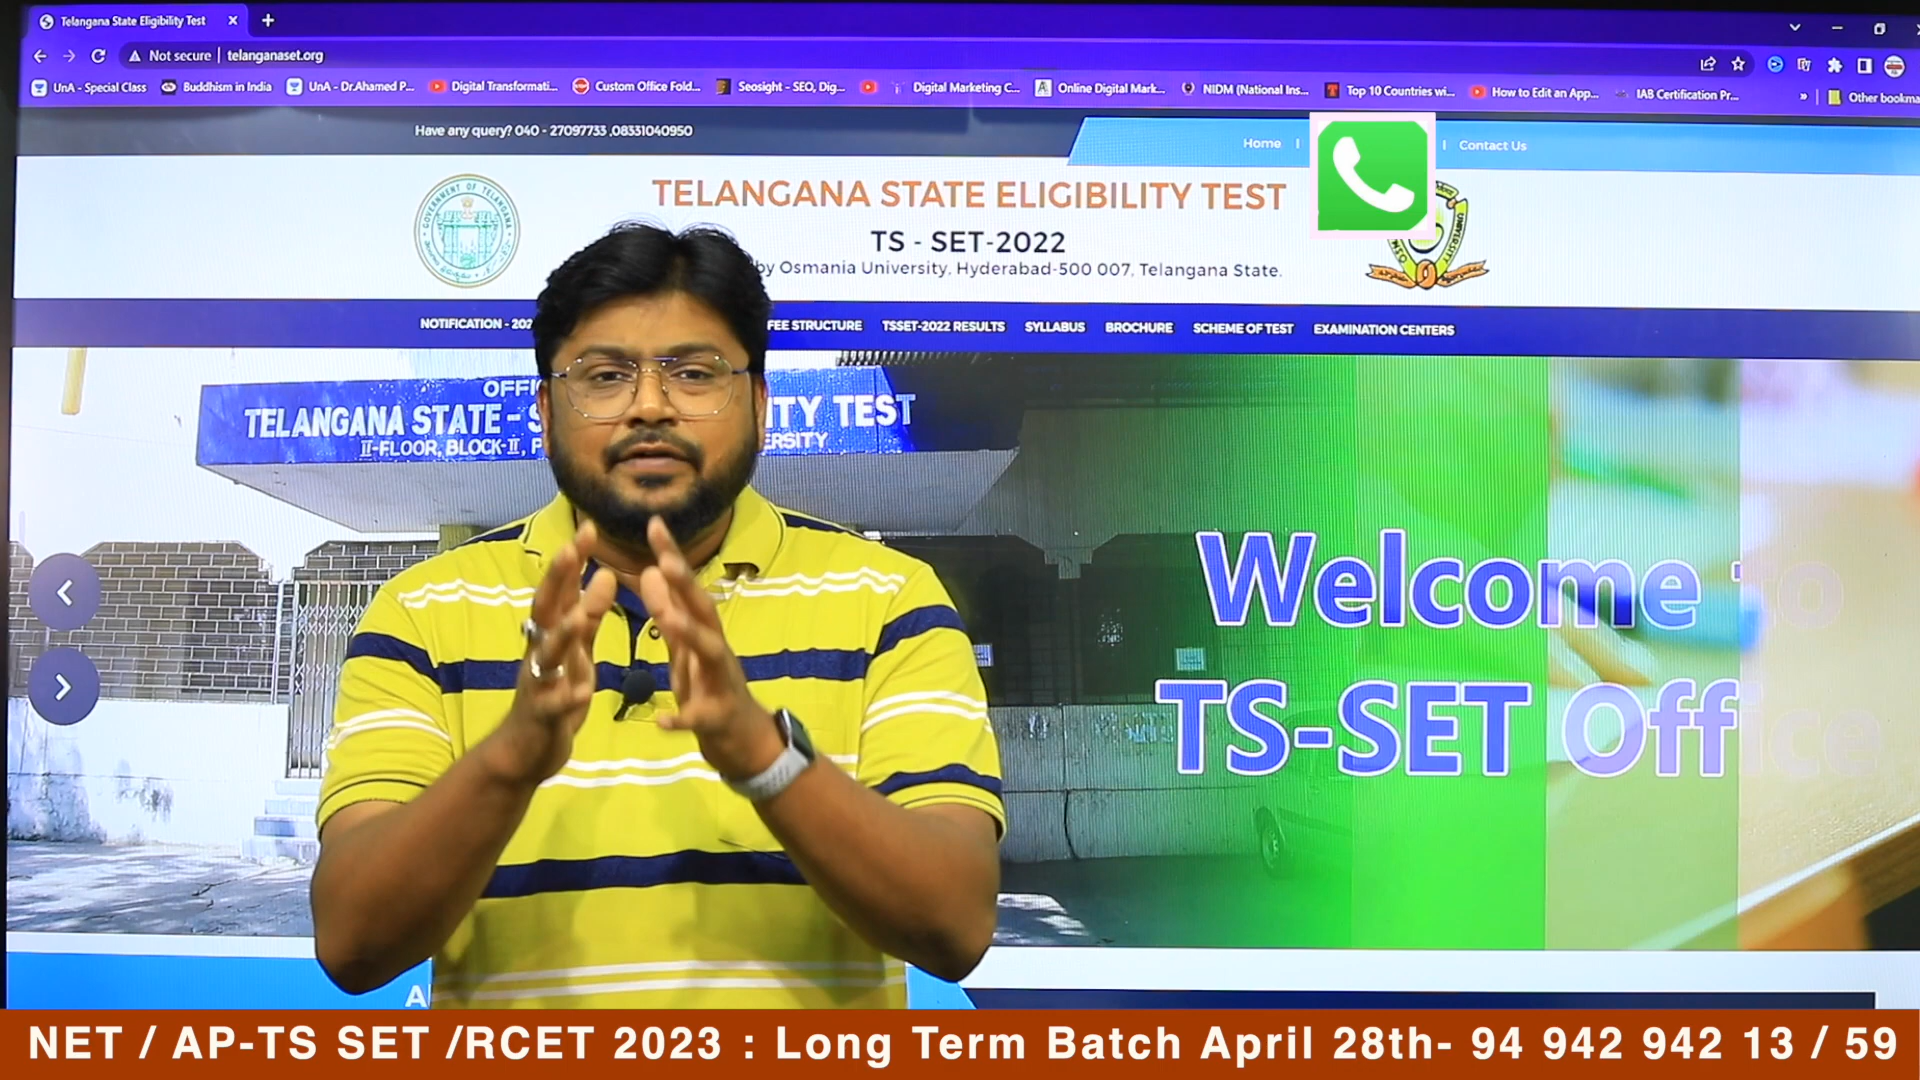 Telangana State Eligibility Test
Not secure | telanganaset.org
UnA - Special Class
Buddhism in India
UnA - Dr.Ahamed P...
Digital Transformati...
Custom Office Fold...
Seosight - SEO, Dig...
Digital Marketing C...
Online Digital Mark...
NIDM (National Ins...
Top 10 Countries wi...
How to Edit an App...
IAB Certification Pr...
»
Other bookma
Have any query? 040 - 27097733 ,08331040950
Home |
| Contact Us
GOVERNMENT OF TELANGANA
TELANGANA STATE ELIGIBILITY TEST
TS - SET-2022
by Osmania University, Hyderabad-500 007, Telangana State.
NOTIFICATION - 202
FEE STRUCTURE
TSSET-2022 RESULTS
SYLLABUS
BROCHURE
SCHEME OF TEST
EXAMINATION CENTERS
OFFI
TELANGANA STATE - S
ITY TEST
II-FLOOR, BLOCK-II, P
ERSITY
Welcome to
TS-SET Office
A
NET / AP-TS SET /RCET 2023 : Long Term Batch April 28th- 94 942 942 13 / 59